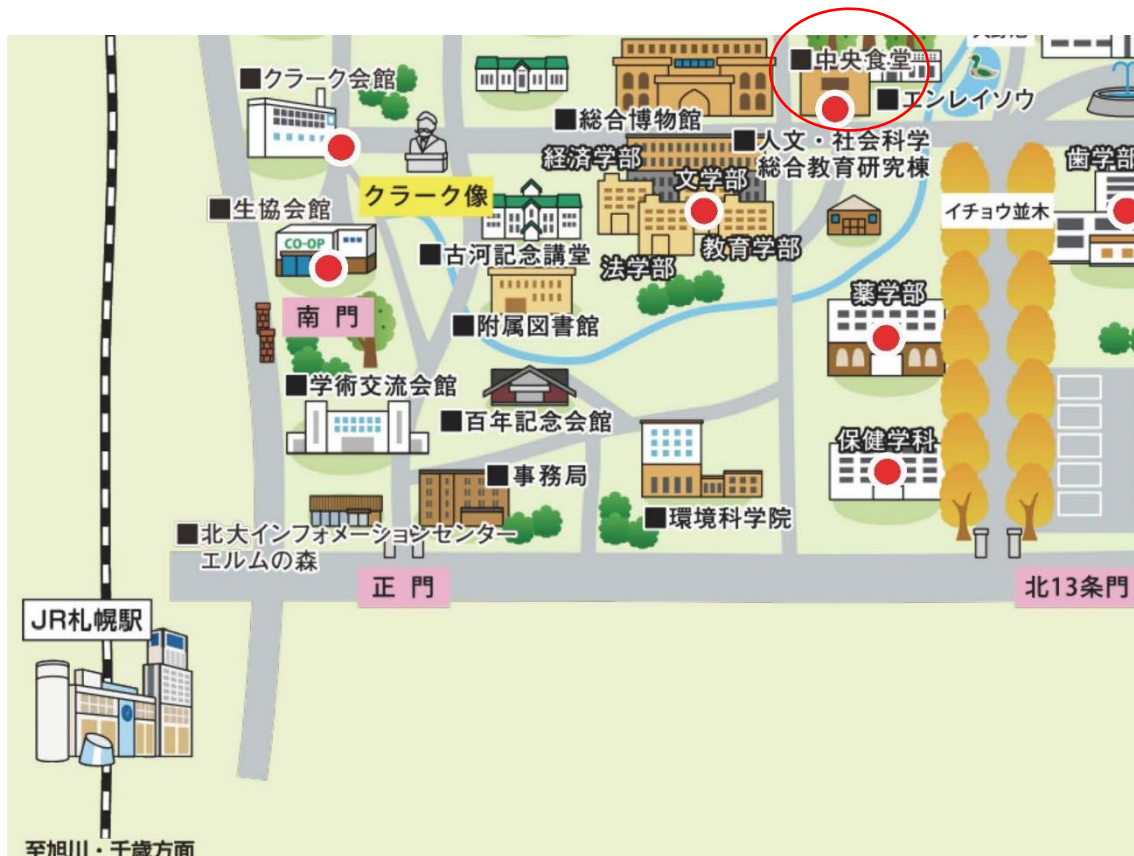 ■中央食堂
■クラーク会館
■エンレイソウ
■総合博物館
■人文・社会科学
総合教育研究棟
経済学部
文学部
歯学部
クラーク像
■生協会館
イチョウ並木
CO-OP
■古河記念講堂
教育学部
法学部
薬学部
南門
■附属図書館
■学術交流会館
■百年記念会館
保健学科
■事務局
■環境科学院
■北大インフォメーションセンター
エルムの森
正門
北13条門
JR札幌駅
至旭川・千歳方面